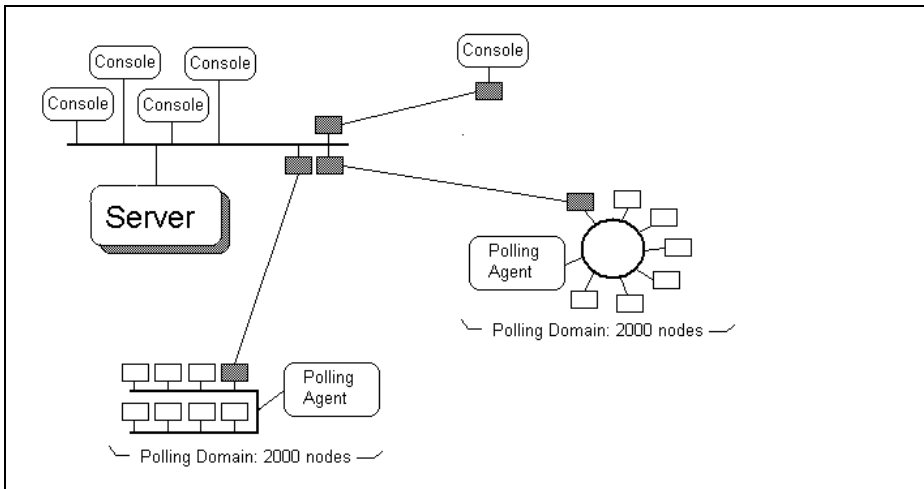 Console
Console
Console
Console
Console
Server
Polling
Agent
Polling Domain: 2000 nodes
Polling
Agent
Polling Domain: 2000 nodes